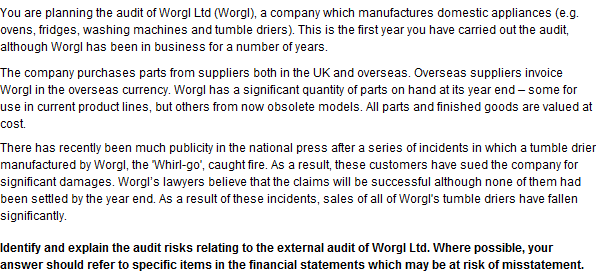 You are planning the audit of Worgl Ltd (Worgl), a company which manufactures domestic appliances (e.g.
ovens, fridges, washing machines and tumble driers). This is the first year you have carried out the audit,
although Worgl has been in business for a number of years.
The company purchases parts from suppliers both in the UK and overseas. Overseas suppliers invoice
Worgl in the overseas currency. Worgl has a significant quantity of parts on hand at its year end – some for
use in current product lines, but others from now obsolete models. All parts and finished goods are valued at
cost.
There has recently been much publicity in the national press after a series of incidents in which a tumble drier
manufactured by Worgl, the 'Whirl-go', caught fire. As a result, these customers have sued the company for
significant damages. Worgl's lawyers believe that the claims will be successful although none of them had
been settled by the year end. As a result of these incidents, sales of all of Worgl's tumble driers have fallen
significantly.
Identify and explain the audit risks relating to the external audit of Worgl Ltd. Where possible, your
answer should refer to specific items in the financial statements which may be at risk of misstatement.